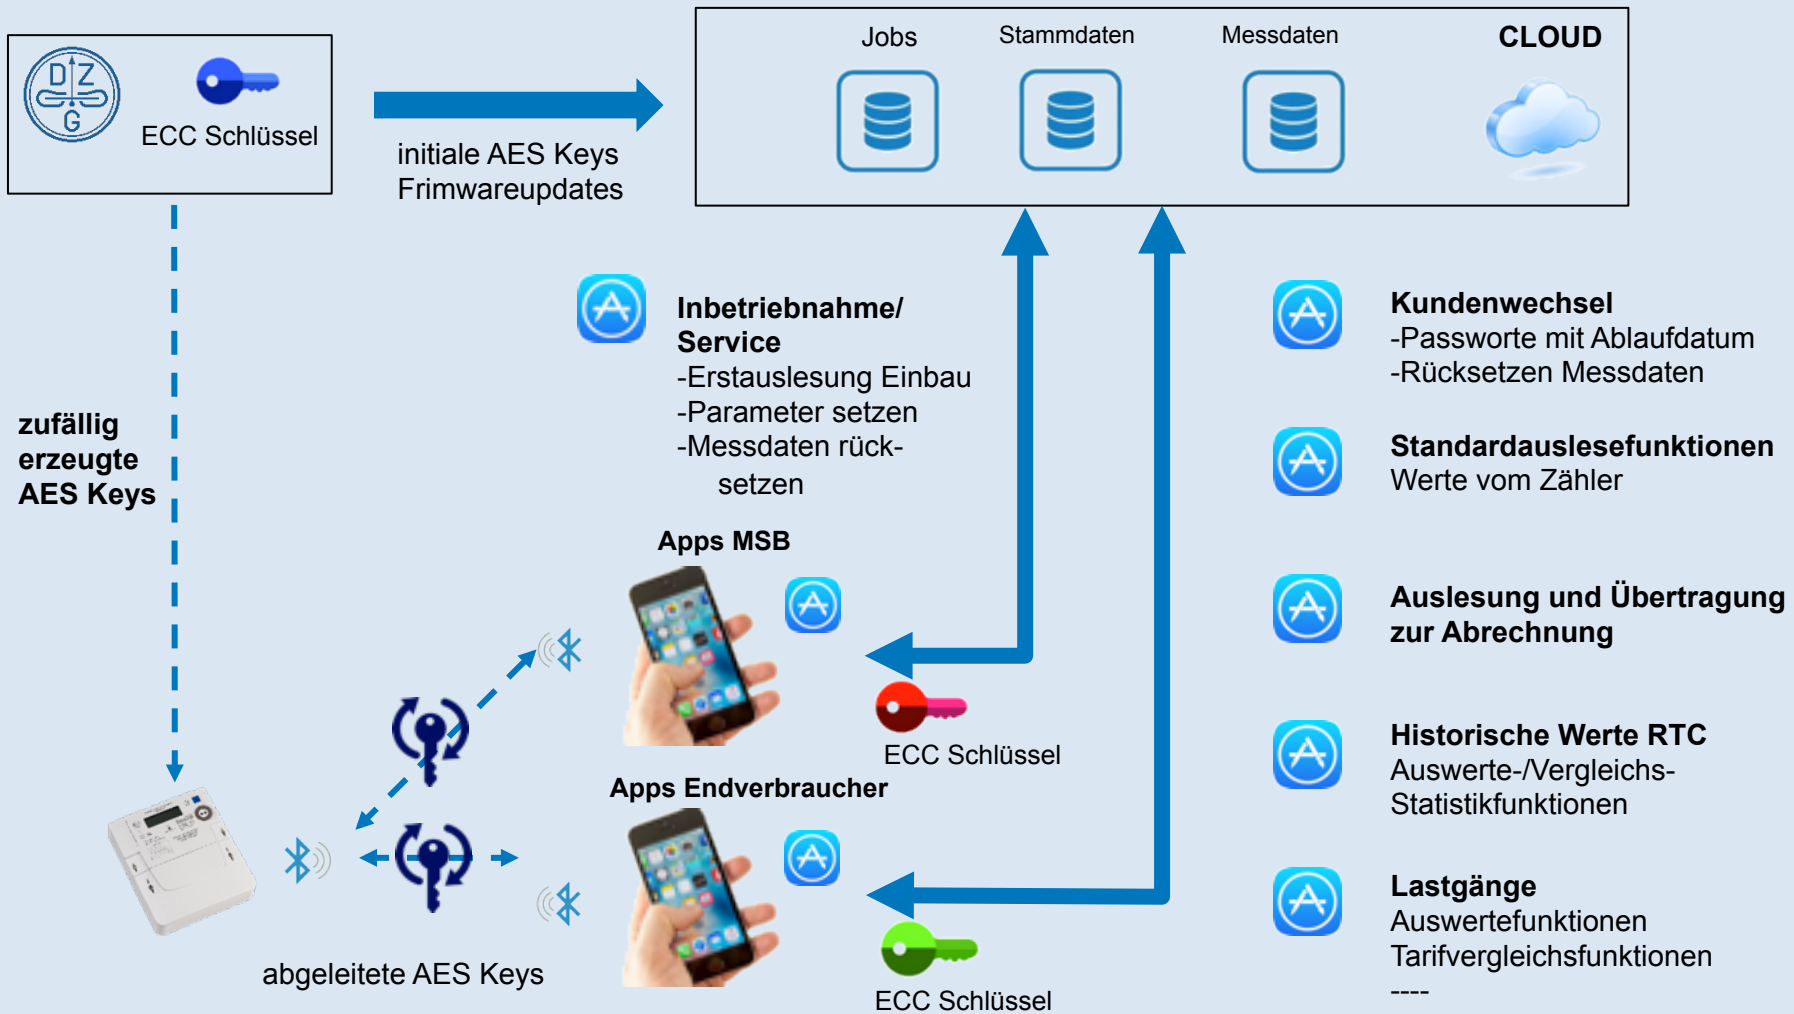 D Z
G
ECC Schlüssel
initiale AES Keys
Frimwareupdates
Jobs
Stammdaten
Messdaten
CLOUD
zufällig
erzeugte
AES Keys
Inbetriebnahme/
Service
-Erstauslesung Einbau
-Parameter setzen
-Messdaten rück-
setzen
Apps MSB
ECC Schlüssel
Apps Endverbraucher
ECC Schlüssel
abgeleitete AES Keys
Kundenwechsel
-Passworte mit Ablaufdatum
-Rücksetzen Messdaten
Standardauslesefunktionen
Werte vom Zähler
Auslesung und Übertragung
zur Abrechnung
Historische Werte RTC
Auswerte-/Vergleichs-
Statistikfunktionen
Lastgänge
Auswertefunktionen
Tarifvergleichsfunktionen
----